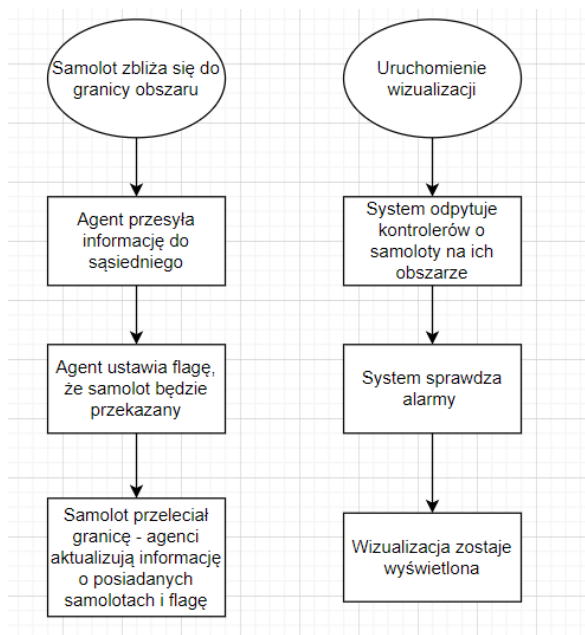 Samolot zbliża się do
granicy obszaru
Agent przesyła
informację do
sąsiedniego
Agent ustawia flagę,
że samolot będzie
przekazany
Samolot przeleciał
granicę - agenci
aktualizują informację
o posiadanych
samolotach i flagę
Uruchomienie
wizualizacji
System odpytuje
kontrolerów o
samoloty na ich
obszarze
System sprawdza
alarmy
Wizualizacja zostaje
wyświetlona